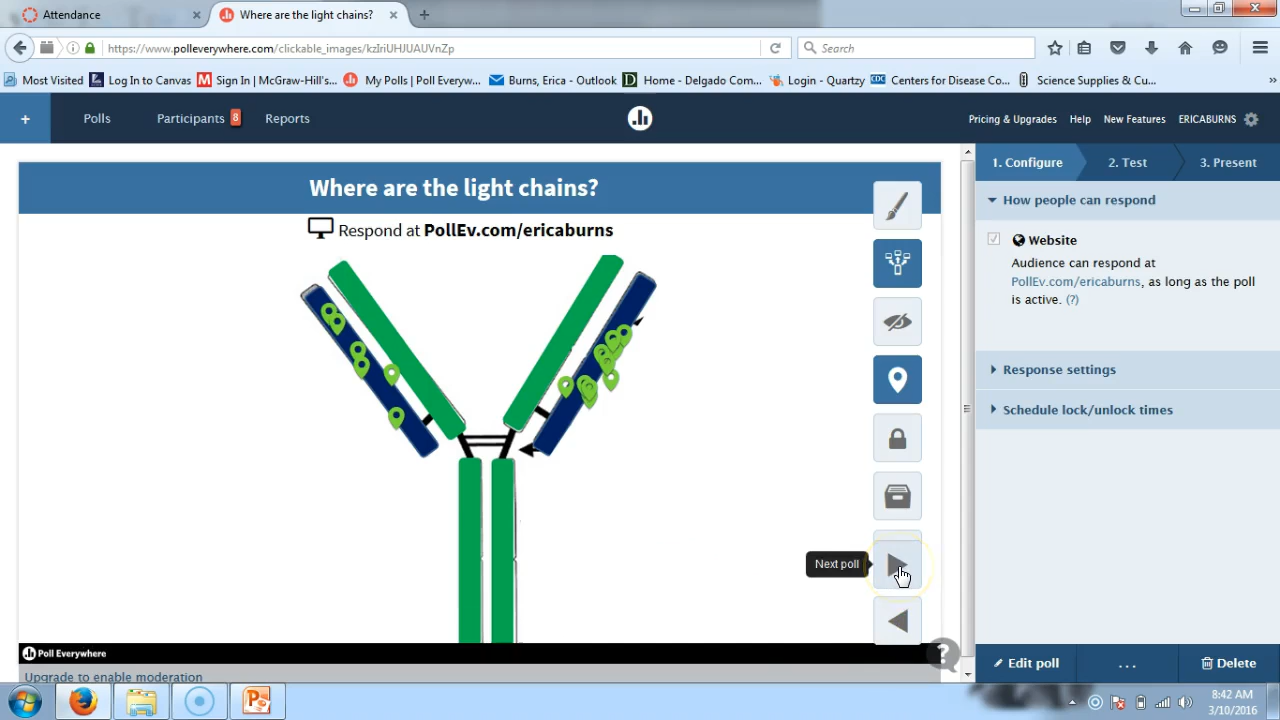 Attendance
Where are the light chains?
https://www.polleverywhere.com/clickable_images/kzIriUHJUAUVnZp
Search
Most Visited
Log In to Canvas
Sign In | McGraw-Hill's...
My Polls | Poll Everyw...
Burns, Erica - Outlook
Home - Delgado Com...
Login - Quartzy
CDC Centers for Disease Co...
Science Supplies & Cu...
+ Polls Participants 8 Reports
Pricing & Upgrades Help New Features ERICABURNS
1. Configure 2. Test 3. Present
Where are the light chains?
Respond at PollEv.com/ericaburns
How people can respond
Website
Audience can respond at
PollEv.com/ericaburns, as long as the poll
is active. (?)
Response settings
Schedule lock/unlock times
Next poll
Poll Everywhere
Upgrade to enable moderation
?
Edit poll ... Delete
8:42 AM
3/10/2016